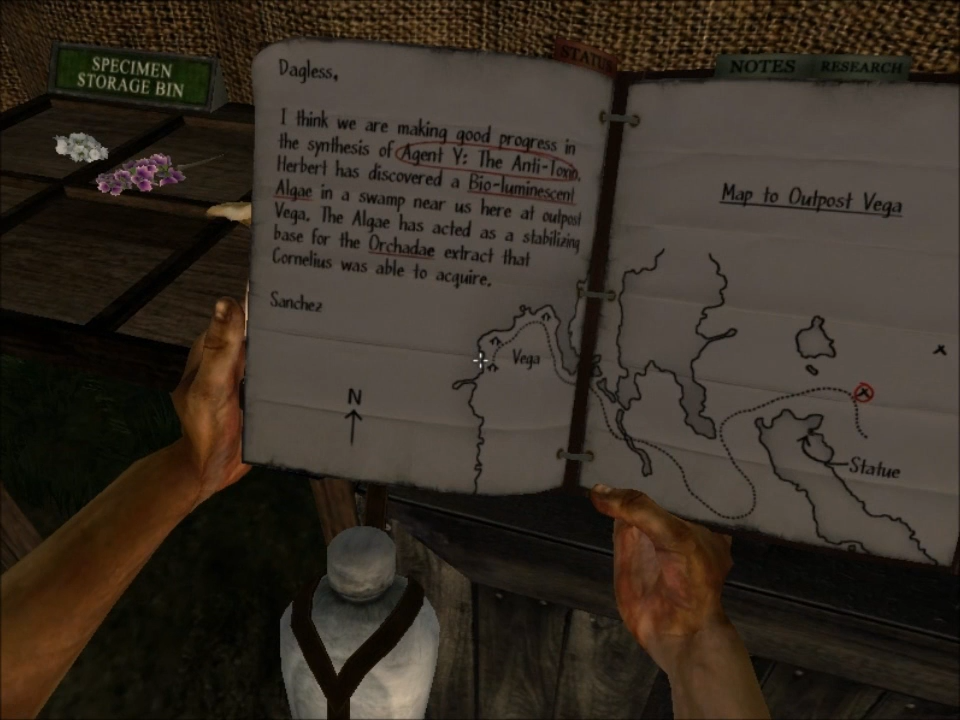 SPECIMEN
STORAGE BIN
STATUS
NOTES
RESEARCH
Dagless,
I think we are making good progress in
the synthesis of Agent Y: The Anti-Toxin.
Herbert has discovered a Bio-luminescent
Algae in a swamp near us here at outpost
Vega. The Algae has acted as a stabilizing
base for the Orchadae extract that
Cornelius was able to acquire.
Sanchez
N
Vega
Map to Outpost Vega
x
x
Statue